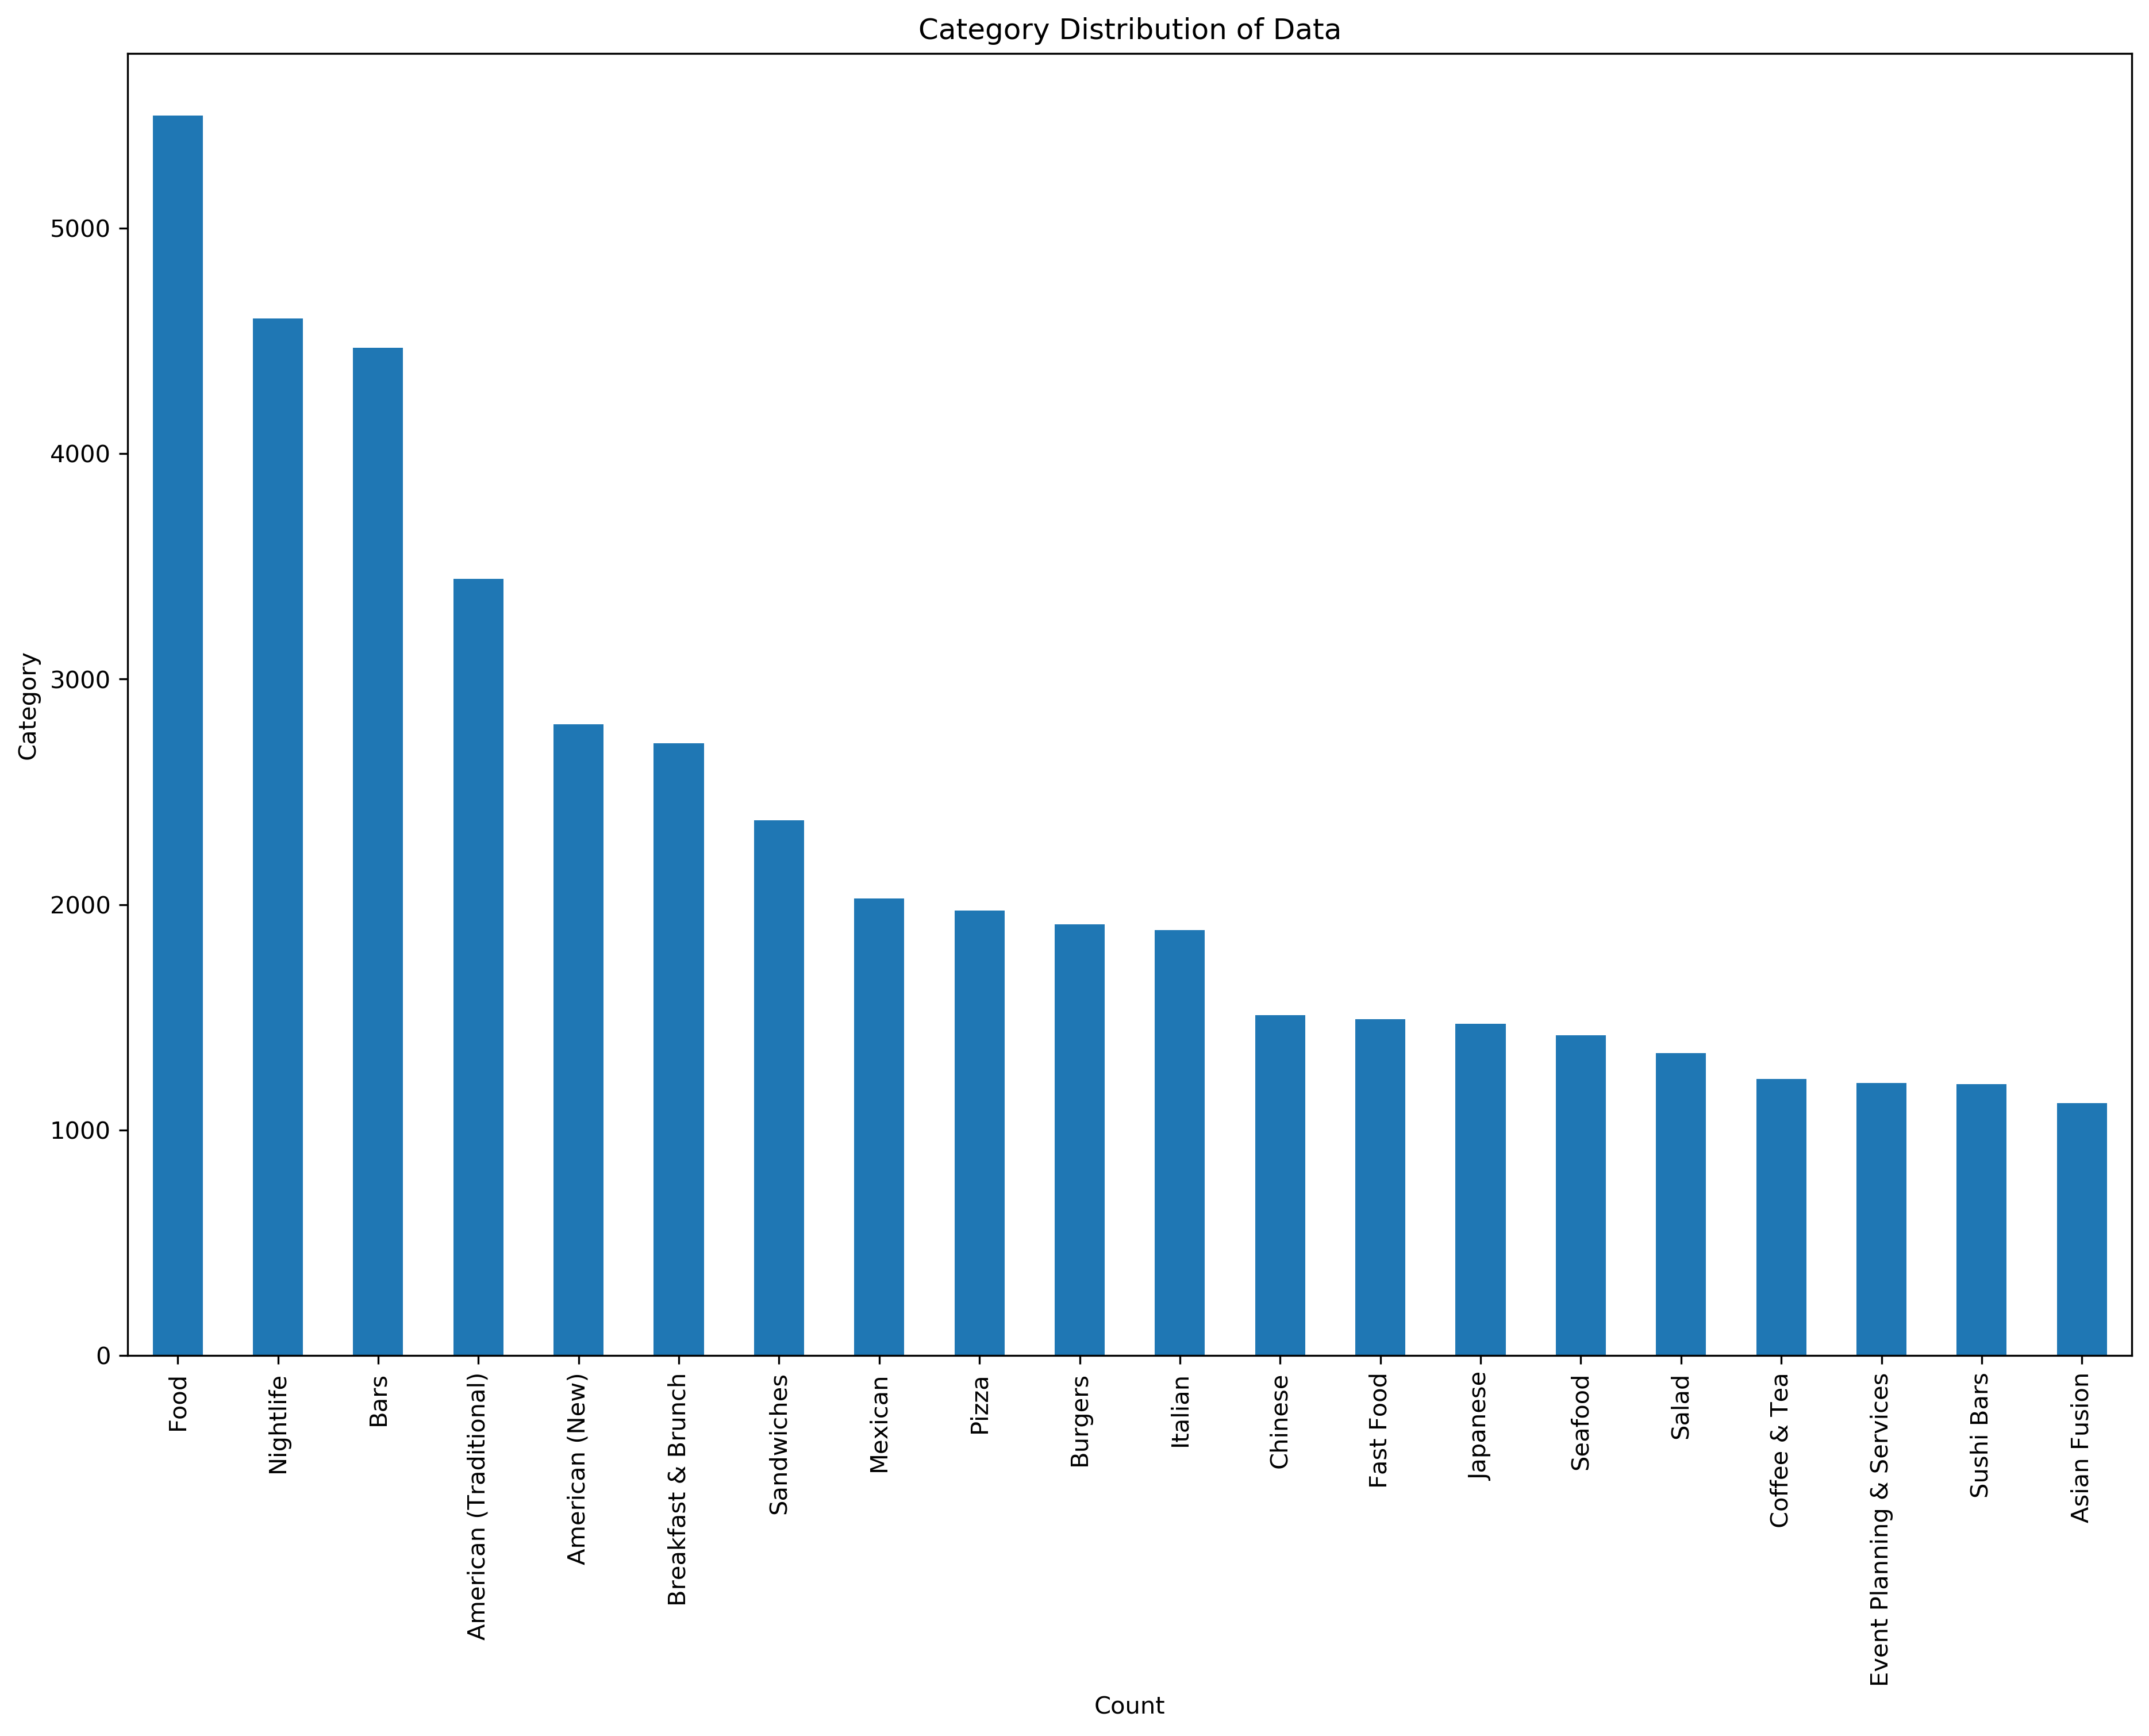 Category Distribution of Data
Category
5000
4000
3000
2000
1000
0
Food
Nightlife
Bars
American (Traditional)
American (New)
Breakfast & Brunch
Sandwiches
Mexican
Pizza
Burgers
Italian
Chinese
Fast Food
Japanese
Seafood
Salad
Coffee & Tea
Event Planning & Services
Sushi Bars
Asian Fusion
Count